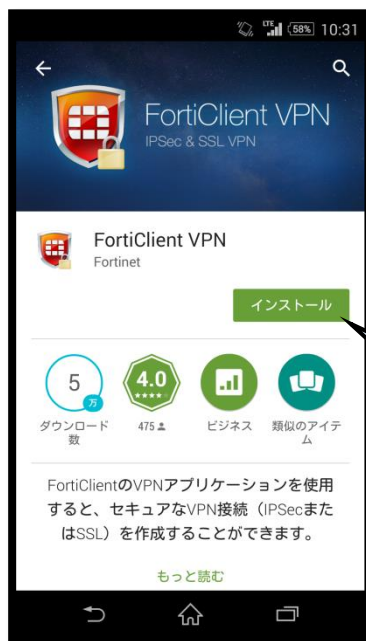 LTE 58% 10:31
FortiClient VPN
IPSec & SSL VPN
FortiClient VPN
Fortinet
インストール
5
万
4.0
ダウンロード
数
475
ビジネス
類似のアイテ
ム
FortiClientのVPNアプリケーションを使用
すると、セキュアなVPN接続（IPSecまた
はSSL）を作成することができます。
もっと読む